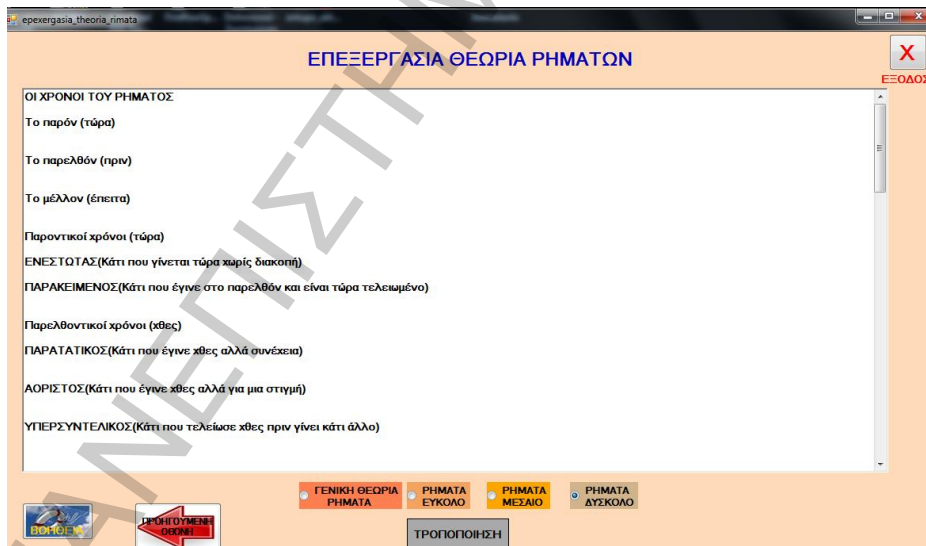 epexergasia_theoria_rimata
ΕΠΕΞΕΡΓΑΣΙΑ ΘΕΩΡΙΑ ΡΗΜΑΤΩΝ
X
ΕΞΟΔΟΣ
ΟΙ ΧΡΟΝΟΙ ΤΟΥ ΡΗΜΑΤΟΣ
Το παρόν (τώρα)
Το παρελθόν (πριν)
Το μέλλον (έπειτα)
Παροντικοί χρόνοι (τώρα)
ΕΝΕΣΤΩΤΑΣ(Κάτι που γίνεται τώρα χωρίς διακοπή)
ΠΑΡΑΚΕΙΜΕΝΟΣ(Κάτι που έγινε στο παρελθόν και είναι τώρα τελειωμένο)
Παρελθοντικοί χρόνοι (χθες)
ΠΑΡΑΤΑΤΙΚΟΣ(Κάτι που έγινε χθες αλλά συνέχεια)
ΑΟΡΙΣΤΟΣ(Κάτι που έγινε χθες αλλά για μια στιγμή)
ΥΠΕΡΣΥΝΤΕΛΙΚΟΣ(Κάτι που τελείωσε χθες πριν γίνει κάτι άλλο)
ΓΕΝΙΚΗ ΘΕΩΡΙΑ ΡΗΜΑΤΑ
ΡΗΜΑΤΑ ΕΥΚΟΛΟ
ΡΗΜΑΤΑ ΜΕΣΑΙΟ
ΡΗΜΑΤΑ ΔΥΣΚΟΛΟ
ΒΟΗΘΕΙΑ
ΠΡΟΗΓΟΥΜΕΝΗ
ΟΘΟΝΗ
ΤΡΟΠΟΠΟΙΗΣΗ